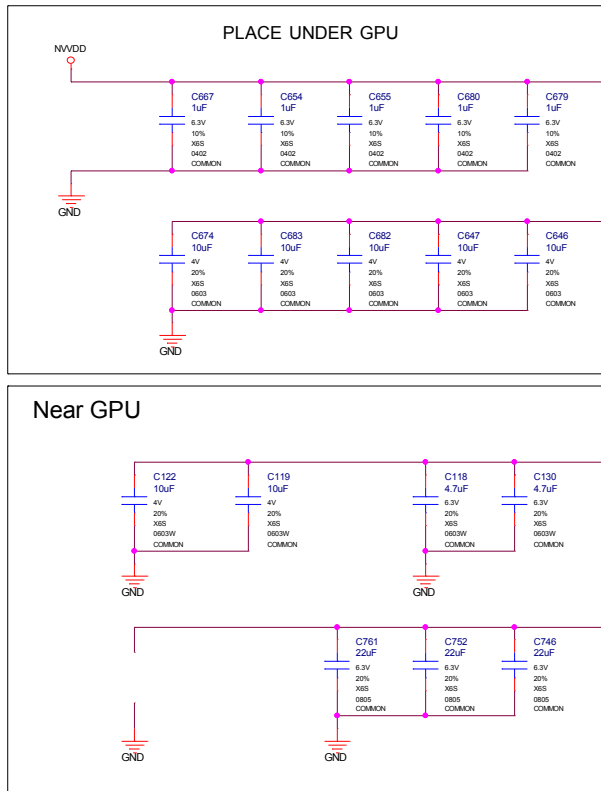 PLACE UNDER GPU
NVVDD
C667 C654 C655 C680 C679
1uF 1uF 1uF 1uF 1uF
6.3V 6.3V 6.3V 6.3V 6.3V
10% 10% 10% 10% 10%
X6S X6S X6S X6S X6S
0402 0402 0402 0402 0402
COMMON COMMON COMMON COMMON COMMON
GND
C674 C683 C682 C647 C646
10uF 10uF 10uF 10uF 10uF
4V 4V 4V 4V 4V
20% 20% 20% 20% 20%
X6S X6S X6S X6S X6S
0603 0603 0603 0603 0603
COMMON COMMON COMMON COMMON COMMON
GND
Near GPU
C122 C119 C118 C130
10uF 10uF 4.7uF 4.7uF
4V 4V 6.3V 6.3V
20% 20% 20% 20%
X6S X6S X6S X6S
0603W 0603W 0603W 0603W
COMMON COMMON COMMON COMMON
GND GND
C761 C752 C746
22uF 22uF 22uF
6.3V 6.3V 6.3V
20% 20% 20%
X6S X6S X6S
0805 0805 0805
COMMON COMMON COMMON
GND GND